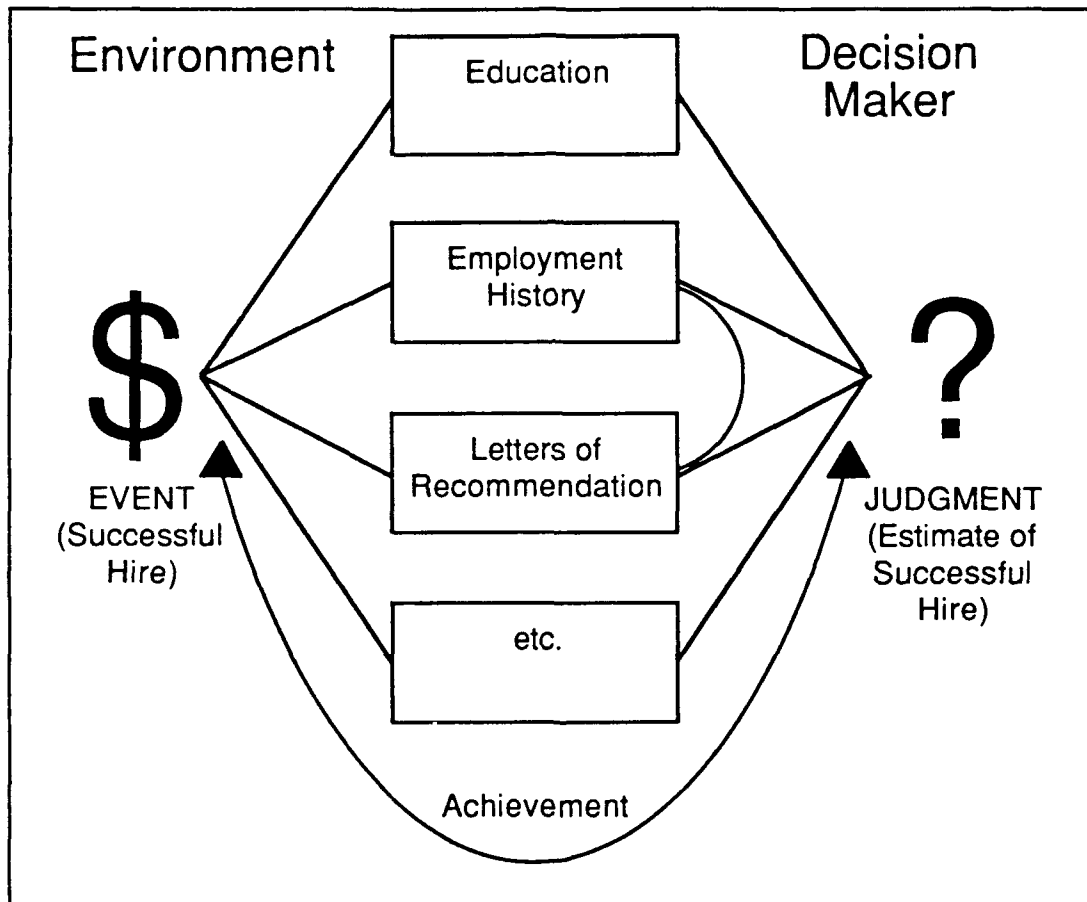 Environment
Education
Decision
Maker
Employment
History
$
?
Letters of
Recommendation
EVENT
(Successful
Hire)
JUDGMENT
(Estimate of
Successful
Hire)
etc.
Achievement